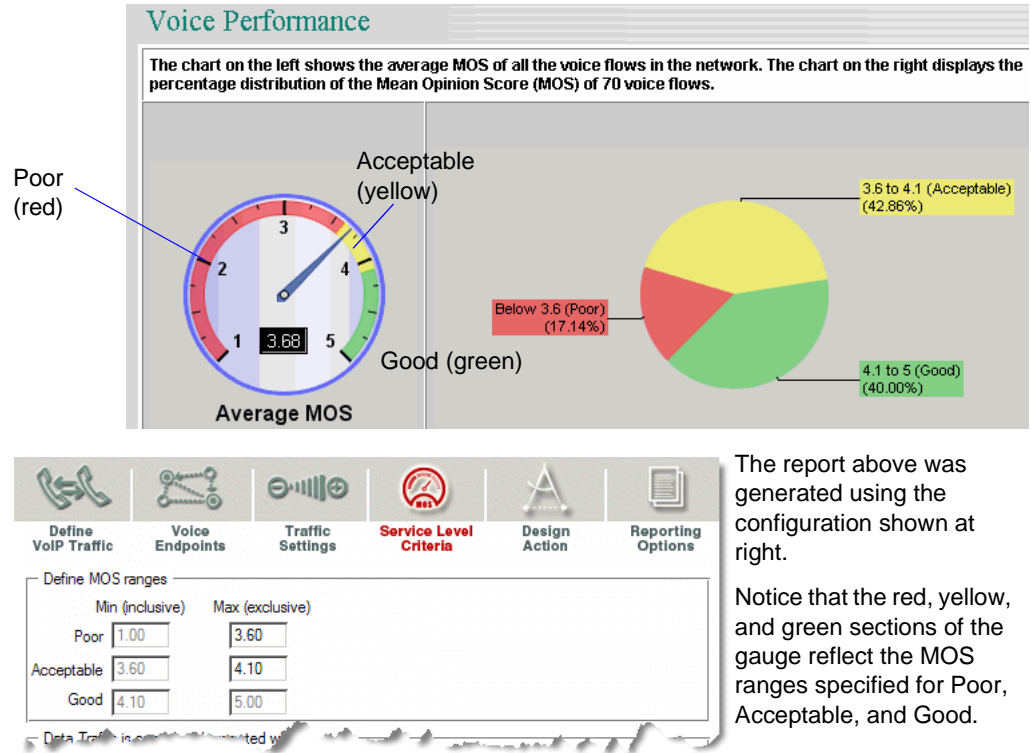 Voice Performance
The chart on the left shows the average MOS of all the voice flows in the network. The chart on the right displays the
percentage distribution of the Mean Opinion Score (MOS) of 70 voice flows.
Poor
(red)
Acceptable
(yellow)
1
2
3
4
5
3.68
Good (green)
Average MOS
3.6 to 4.1 (Acceptable)
(42.86%)
Below 3.6 (Poor)
(17.14%)
4.1 to 5 (Good)
(40.00%)
MOS
Define
VoIP Traffic
Voice
Endpoints
Traffic
Settings
Service Level
Criteria
Design
Action
Reporting
Options
Define MOS ranges
Min (inclusive) Max (exclusive)
Poor 1.00 3.60
Acceptable 3.60 4.10
Good 4.10 5.00
Data Traffic is
The report above was
generated using the
configuration shown at
right.
Notice that the red, yellow,
and green sections of the
gauge reflect the MOS
ranges specified for Poor,
Acceptable, and Good.